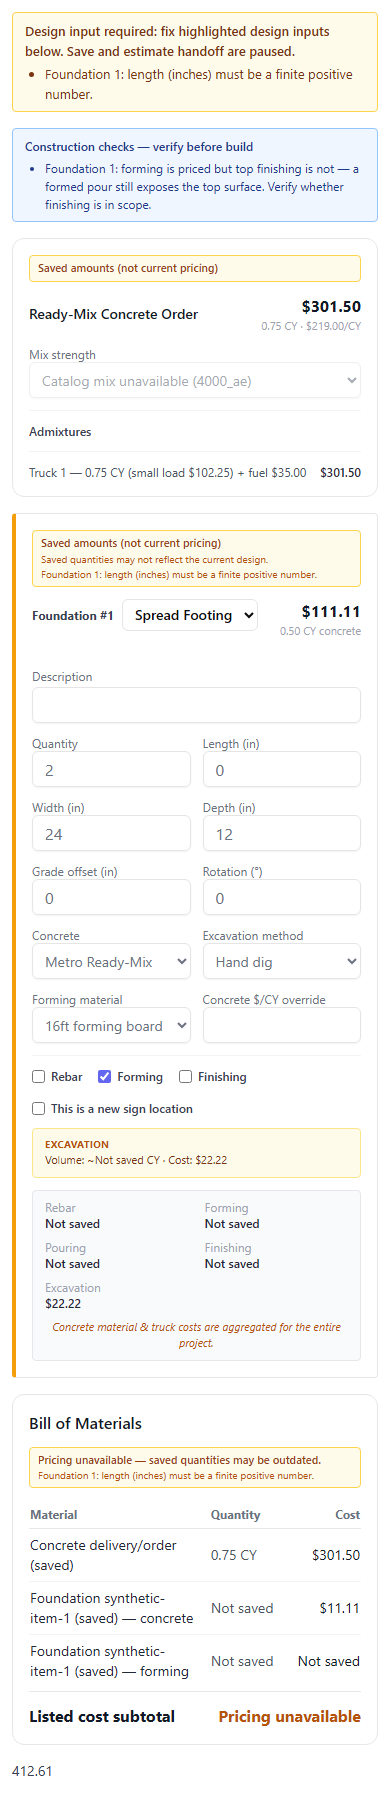 Design input required: fix highlighted design inputs
below. Save and estimate handoff are paused.
• Foundation 1: length (inches) must be a finite positive
number.
Construction checks — verify before build
• Foundation 1: forming is priced but top finishing is not — a
formed pour still exposes the top surface. Verify whether
finishing is in scope.
Saved amounts (not current pricing)
Ready-Mix Concrete Order
$301.50
0.75 CY · $219.00/CY
Mix strength
Catalog mix unavailable (4000_ae)
Admixtures
Truck 1 — 0.75 CY (small load $102.25) + fuel $35.00 $301.50
Saved amounts (not current pricing)
Saved quantities may not reflect the current design.
Foundation 1: length (inches) must be a finite positive number.
Foundation #1 Spread Footing $111.11
0.50 CY concrete
Description
Quantity Length (in)
2 0
Width (in) Depth (in)
24 12
Grade offset (in) Rotation (°)
0 0
Concrete Excavation method
Metro Ready-Mix Hand dig
Forming material Concrete $/CY override
16ft forming board
Rebar Forming Finishing
This is a new sign location
EXCAVATION
Volume: ~Not saved CY · Cost: $22.22
Rebar Forming
Not saved Not saved
Pouring Finishing
Not saved Not saved
Excavation
$22.22
Concrete material & truck costs are aggregated for the entire
project.
Bill of Materials
Pricing unavailable — saved quantities may be outdated.
Foundation 1: length (inches) must be a finite positive number.
Material Quantity Cost
Concrete delivery/order
(saved) 0.75 CY $301.50
Foundation synthetic-
item-1 (saved) — concrete Not saved $11.11
Foundation synthetic-
item-1 (saved) — forming Not saved Not saved
Listed cost subtotal Pricing unavailable
412.61